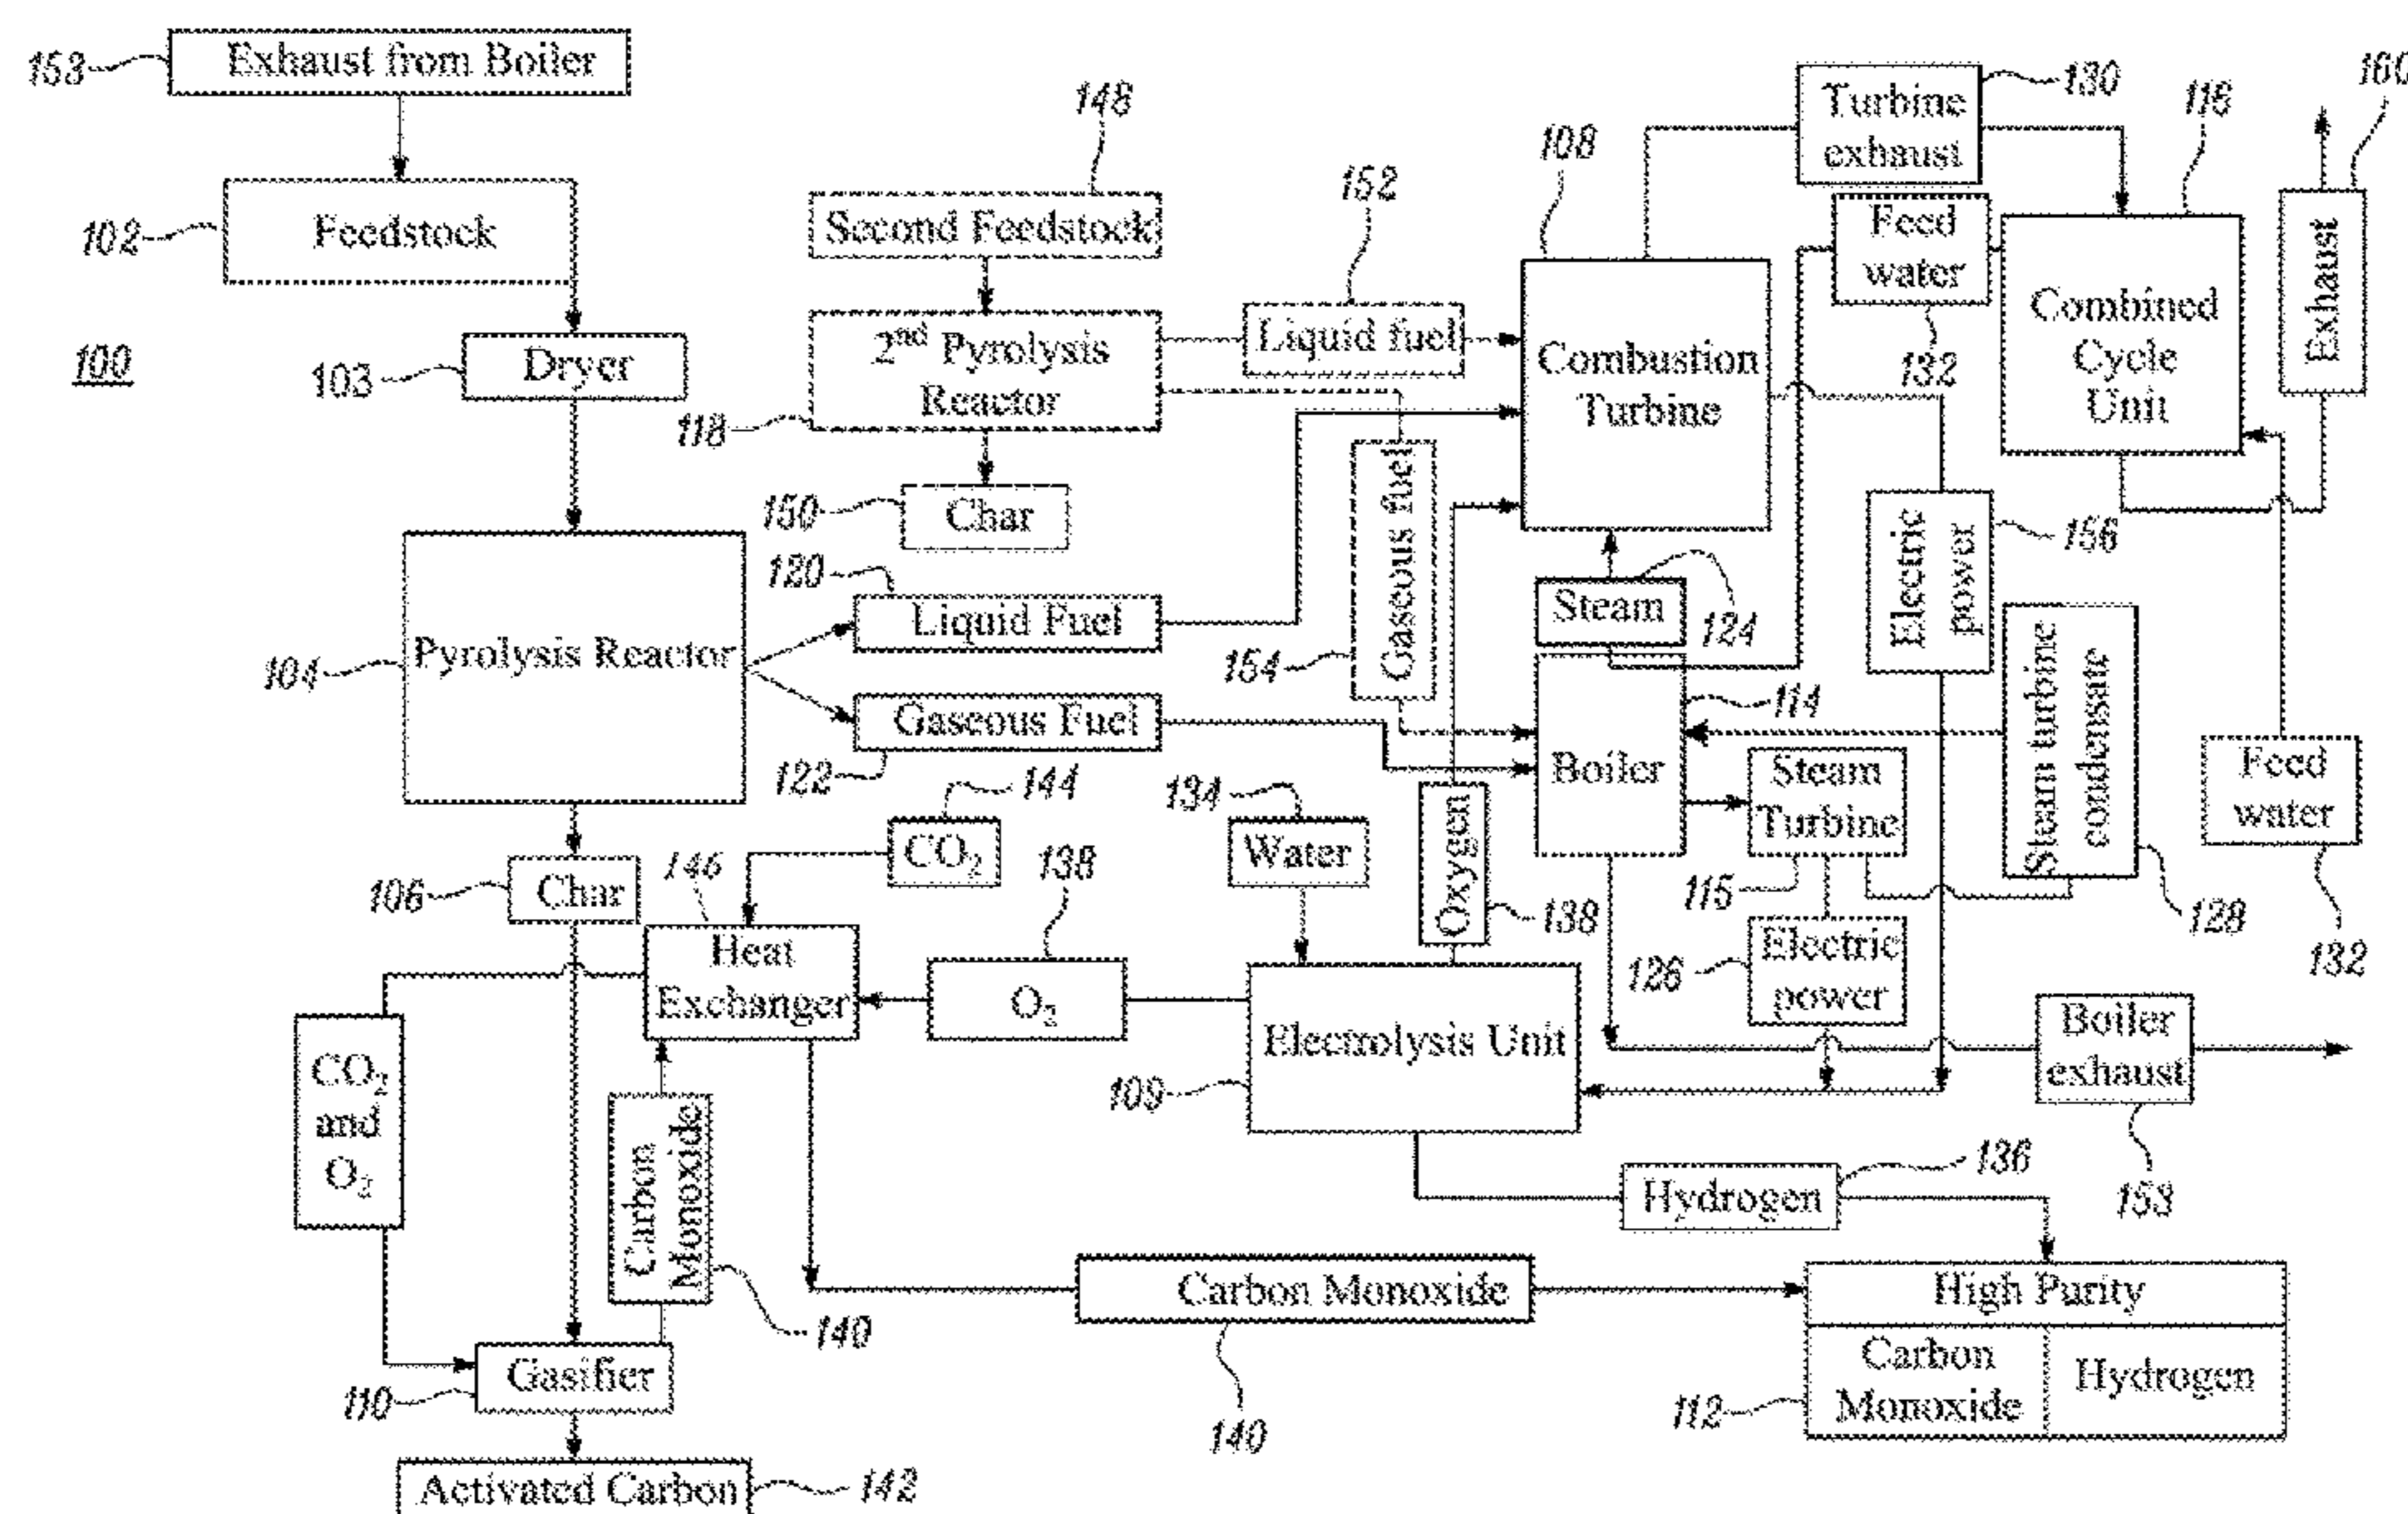 153
Exhaust from Boiler
102
Feedstock
100
103
Dryer
104
Pyrolysis Reactor
106
Char
CO₂
and
O₂
110
Gasifier
Activated Carbon
142
Carbon
Monoxide
140
146
Heat
Exchanger
CO₂
144
O₂
138
148
Second Feedstock
2nd Pyrolysis
Reactor
118
150
Char
152
Liquid fuel
Gaseous fuel
154
120
Liquid Fuel
Gaseous Fuel
122
134
Water
Oxygen
138
Electrolysis Unit
109
108
Combustion
Turbine
Steam
124
Boiler
114
Steam
Turbine
115
Electric
power
126
Turbine
exhaust
130
Feed
water
132
116
Combined
Cycle
Unit
160
Exhaust
Electric
power
156
Steam turbine
condensate
128
Feed
water
132
Boiler
exhaust
153
Hydrogen
136
Carbon Monoxide
140
High Purity
Carbon
Monoxide
Hydrogen
112